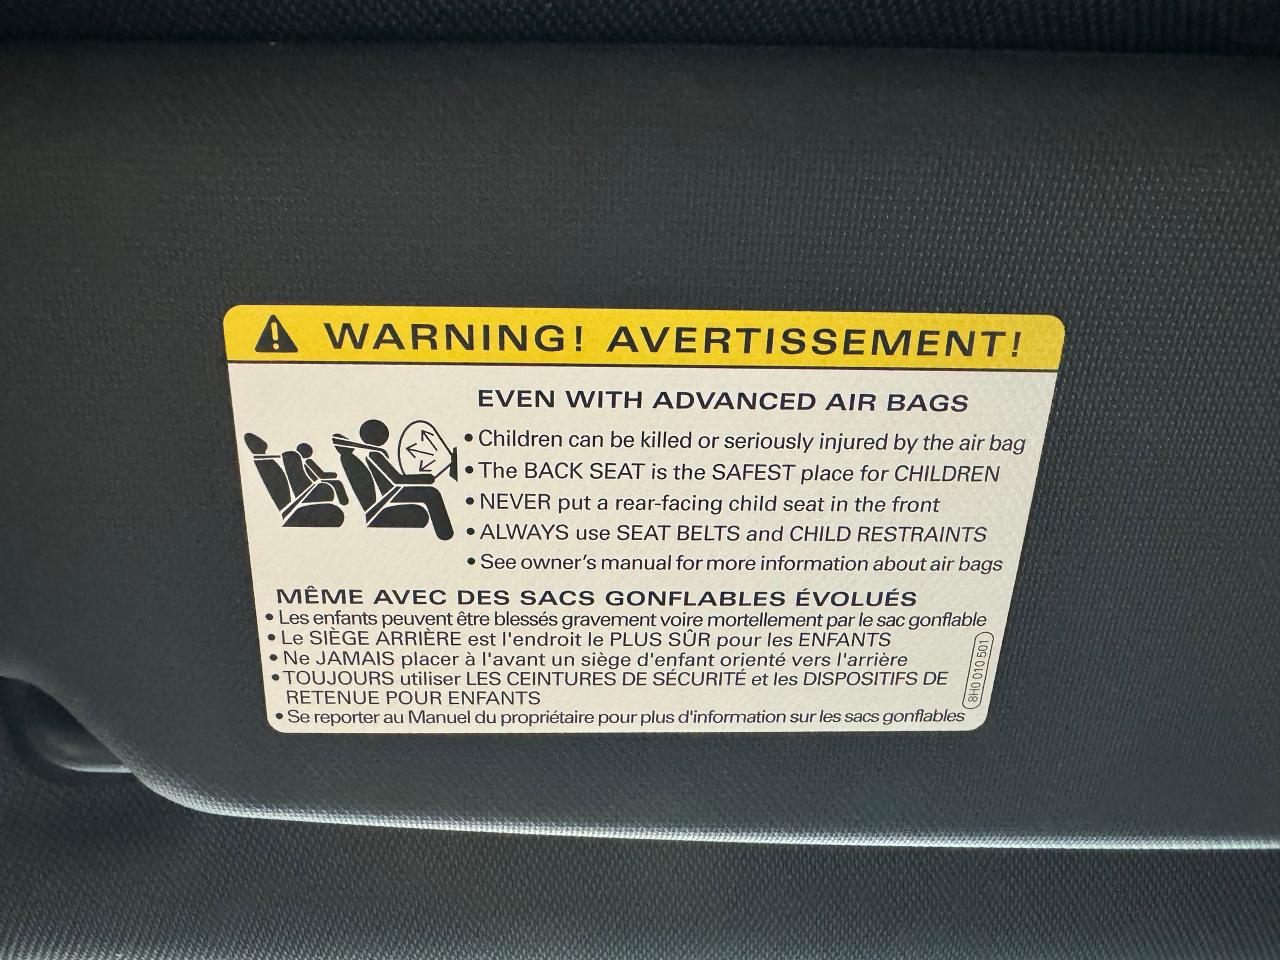 WARNING! AVERTISSEMENT!
EVEN WITH ADVANCED AIR BAGS
• Children can be killed or seriously injured by the air bag
• The BACK SEAT is the SAFEST place for CHILDREN
• NEVER put a rear-facing child seat in the front
• ALWAYS use SEAT BELTS and CHILD RESTRAINTS
• See owner's manual for more information about air bags
MÊME AVEC DES SACS GONFLABLES ÉVOLUÉS
• Les enfants peuvent être blessés gravement voire mortellement par le sac gonflable
• Le SIÈGE ARRIÈRE est l'endroit le PLUS SÛR pour les ENFANTS
• Ne JAMAIS placer à l'avant un siège d'enfant orienté vers l'arrière
• TOUJOURS utiliser LES CEINTURES DE SÉCURITÉ et les DISPOSITIFS DE
RETENUE POUR ENFANTS
• Se reporter au Manuel du propriétaire pour plus d'information sur les sacs gonflables
8H0 010 501